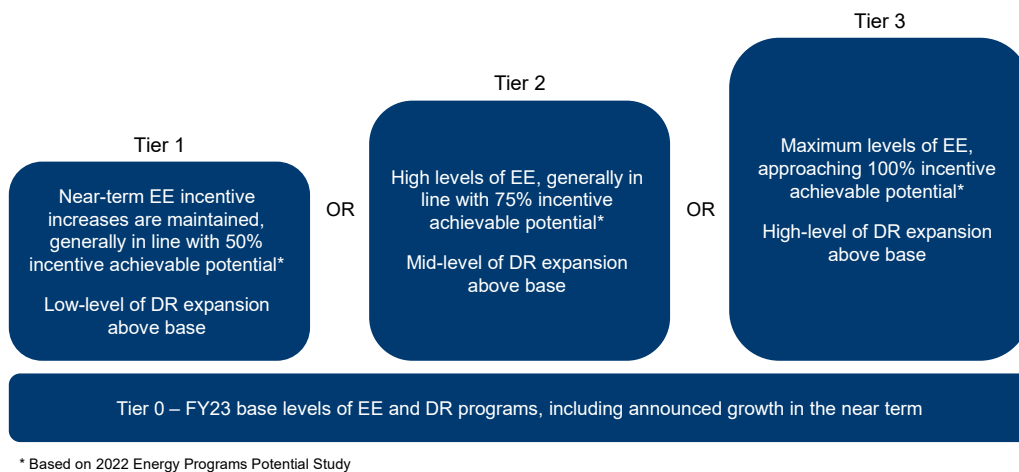 Tier 1
Near-term EE incentive
increases are maintained,
generally in line with 50%
incentive achievable potential*
Low-level of DR expansion
above base
OR
Tier 2
High levels of EE, generally in
line with 75% incentive
achievable potential*
Mid-level of DR expansion
above base
OR
Tier 3
Maximum levels of EE,
approaching 100% incentive
achievable potential*
High-level of DR expansion
above base
Tier 0 – FY23 base levels of EE and DR programs, including announced growth in the near term
* Based on 2022 Energy Programs Potential Study